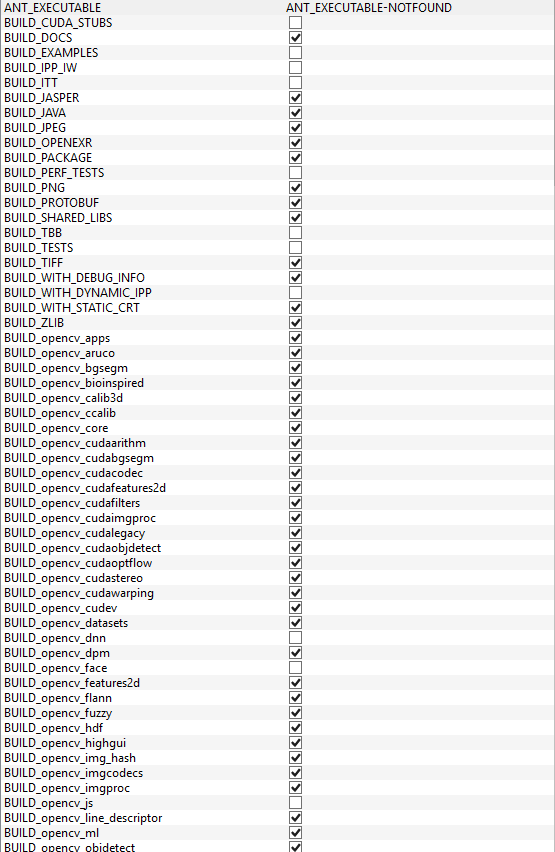 ANT_EXECUTABLE ANT_EXECUTABLE-NOTFOUND
BUILD_CUDA_STUBS
BUILD_DOCS
BUILD_EXAMPLES
BUILD_IPP_IW
BUILD_ITT
BUILD_JASPER
BUILD_JAVA
BUILD_JPEG
BUILD_OPENEXR
BUILD_PACKAGE
BUILD_PERF_TESTS
BUILD_PNG
BUILD_PROTOBUF
BUILD_SHARED_LIBS
BUILD_TBB
BUILD_TESTS
BUILD_TIFF
BUILD_WITH_DEBUG_INFO
BUILD_WITH_DYNAMIC_IPP
BUILD_WITH_STATIC_CRT
BUILD_ZLIB
BUILD_opencv_apps
BUILD_opencv_aruco
BUILD_opencv_bgsegm
BUILD_opencv_bioinspired
BUILD_opencv_calib3d
BUILD_opencv_ccalib
BUILD_opencv_core
BUILD_opencv_cudaarithm
BUILD_opencv_cudabgsegm
BUILD_opencv_cudacodec
BUILD_opencv_cudafeatures2d
BUILD_opencv_cudafilters
BUILD_opencv_cudaimgproc
BUILD_opencv_cudalegacy
BUILD_opencv_cudaobjdetect
BUILD_opencv_cudaoptflow
BUILD_opencv_cudastereo
BUILD_opencv_cudawarping
BUILD_opencv_cudev
BUILD_opencv_datasets
BUILD_opencv_dnn
BUILD_opencv_dpm
BUILD_opencv_face
BUILD_opencv_features2d
BUILD_opencv_flann
BUILD_opencv_fuzzy
BUILD_opencv_hdf
BUILD_opencv_highgui
BUILD_opencv_img_hash
BUILD_opencv_imgcodecs
BUILD_opencv_imgproc
BUILD_opencv_js
BUILD_opencv_line_descriptor
BUILD_opencv_ml
BUILD_opencv_objdetect